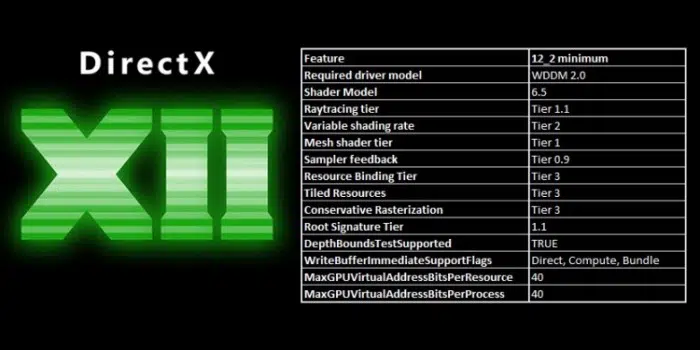 DirectX
XII
Feature 12_2 minimum
Required driver model WDDM 2.0
Shader Model 6.5
Raytracing tier Tier 1.1
Variable shading rate Tier 2
Mesh shader tier Tier 1
Sampler feedback Tier 0.9
Resource Binding Tier Tier 3
Tiled Resources Tier 3
Conservative Rasterization Tier 3
Root Signature Tier 1.1
DepthBoundsTestSupported TRUE
WriteBufferImmediateSupportFlags Direct, Compute, Bundle
MaxGPUVirtualAddressBitsPerResource 40
MaxGPUVirtualAddressBitsPerProcess 40